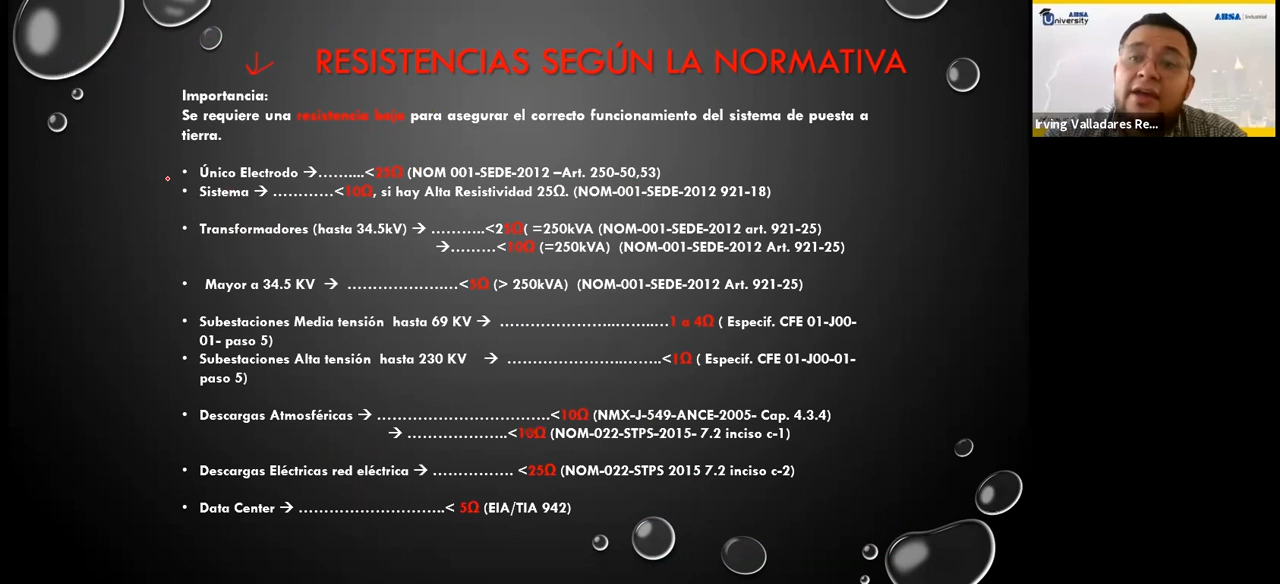 RESISTENCIAS SEGÚN LA NORMATIVA
Importancia:
Se requiere una resistencia baja para asegurar el correcto funcionamiento del sistema de puesta a
tierra.
• Único Electrodo →……...<25Ω (NOM 001-SEDE-2012 –Art. 250-50,53)
• Sistema → …………<10Ω, si hay Alta Resistividad 25Ω. (NOM-001-SEDE-2012 921-18)
• Transformadores (hasta 34.5kV) → ………..<25Ω( =250kVA (NOM-001-SEDE-2012 art. 921-25)
→………<10Ω (=250kVA) (NOM-001-SEDE-2012 Art. 921-25)
• Mayor a 34.5 KV → …………………….<5Ω (> 250kVA) (NOM-001-SEDE-2012 Art. 921-25)
• Subestaciones Media tensión hasta 69 KV → ……………………..……..…1 a 4Ω ( Especif. CFE 01-J00-
01- paso 5)
• Subestaciones Alta tensión hasta 230 KV → ……………………..…….<1Ω ( Especif. CFE 01-J00-01-
paso 5)
• Descargas Atmosféricas → ……………………………….<10Ω (NMX-J-549-ANCE-2005- Cap. 4.3.4)
→ ………………..<10Ω (NOM-022-STPS-2015- 7.2 inciso c-1)
• Descargas Eléctricas red eléctrica → ……………. <25Ω (NOM-022-STPS 2015 7.2 inciso c-2)
• Data Center → ………………………..< 5Ω (EIA/TIA 942)
ABSA
University
ABSA | Industrial
Irving Valladares Re...